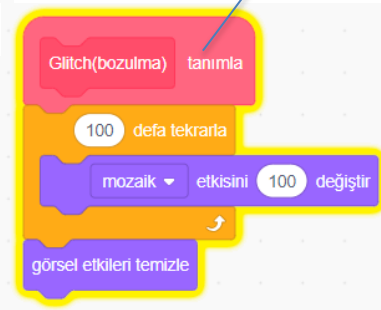 Glitch(bozulma) tanımla
100 defa tekrarla
mozaik etkisini 100 değiştir
görsel etkileri temizle